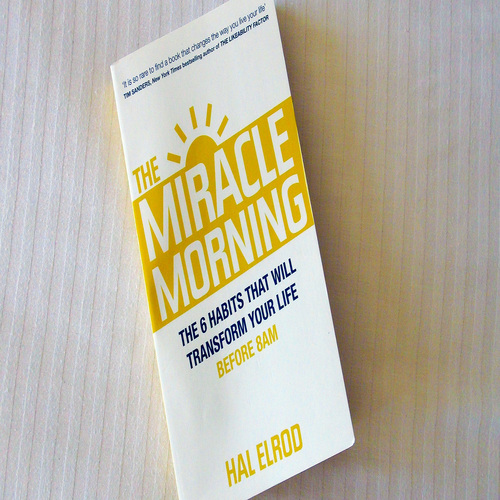 "It is so rare to find a book that changes the way you live your life"
TIM SANDERS, New York Times bestselling author of THE LIKEABILITY FACTOR
THE
MIRACLE
MORNING
THE 6 HABITS THAT WILL
TRANSFORM YOUR LIFE
BEFORE 8AM
HAL ELROD